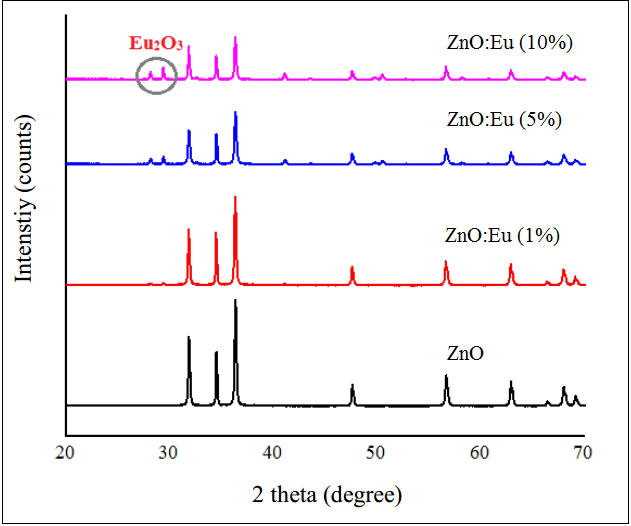 Eu₂O₃
ZnO:Eu (10%)
ZnO:Eu (5%)
ZnO:Eu (1%)
ZnO
Intenstiy (counts)
20 30 40 50 60 70
2 theta (degree)